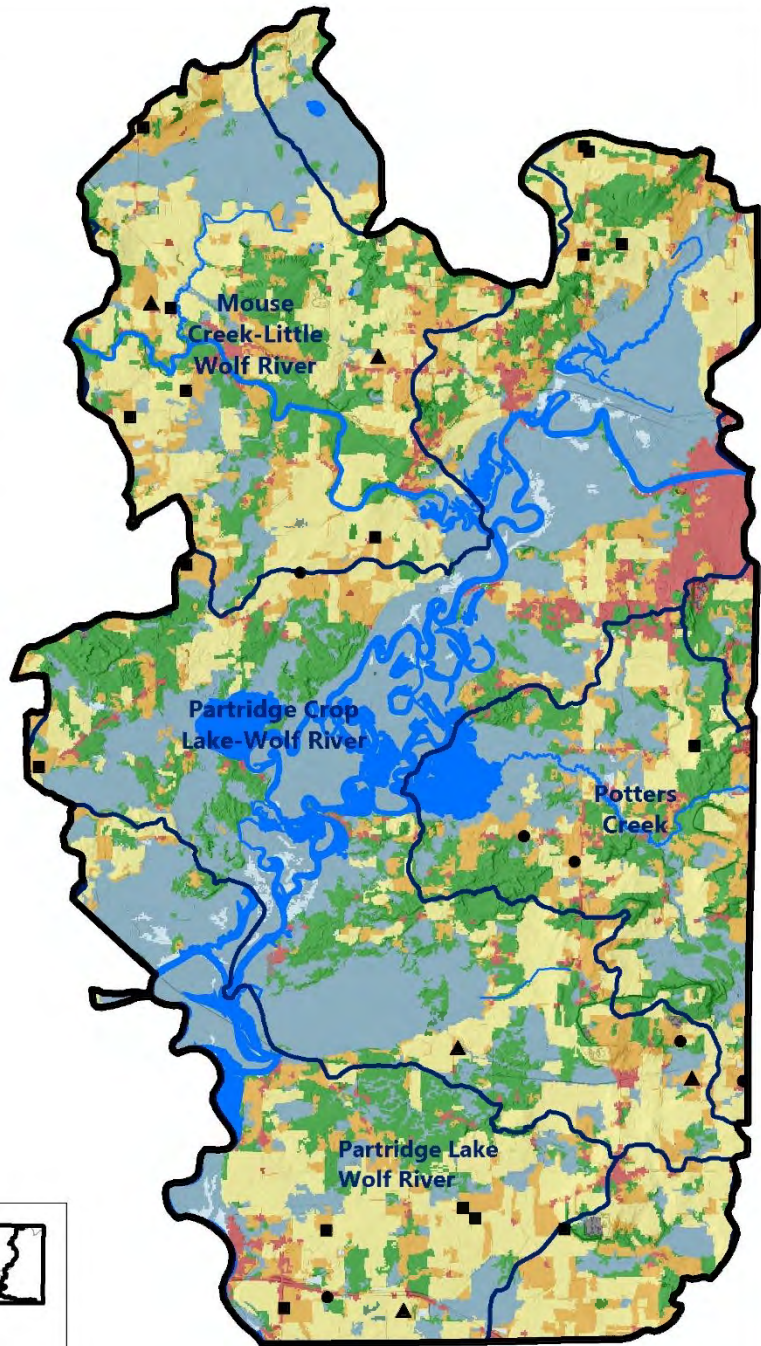 Mouse
Creek-Little
Wolf River
Partridge Crop
Lake-Wolf River
Potters
Creek
Partridge Lake
Wolf River